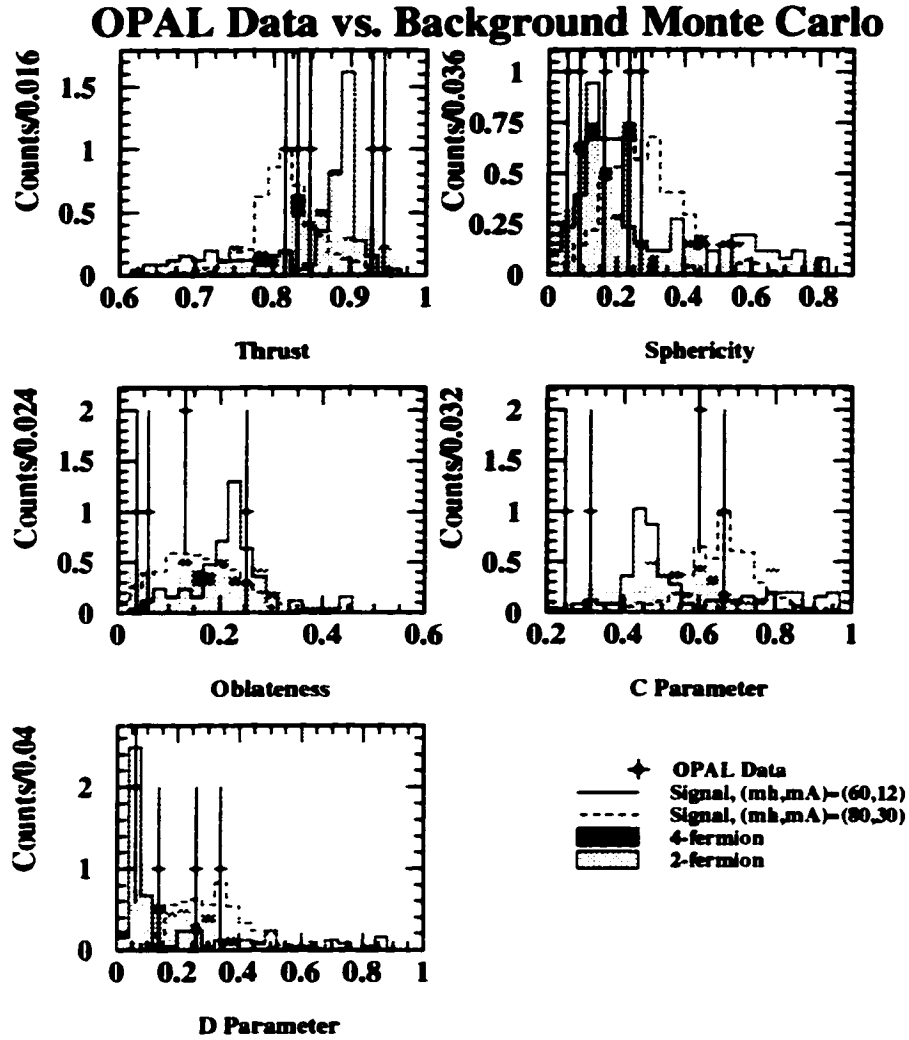 OPAL Data vs. Background Monte Carlo
Counts/0.016
1.5
1
0.5
0
0.6 0.7 0.8 0.9 1
Thrust
Counts/0.036
1
0.75
0.5
0.25
0
0 0.2 0.4 0.6 0.8
Sphericity
Counts/0.024
2
1.5
1
0.5
0
0 0.2 0.4 0.6
Oblateness
Counts/0.032
2
1.5
1
0.5
0
0.2 0.4 0.6 0.8 1
C Parameter
Counts/0.04
2
1
0
0 0.2 0.4 0.6 0.8 1
D Parameter
OPAL Data
Signal, (mh,mA)=(60,12)
Signal, (mh,mA)=(80,30)
4-fermion
2-fermion